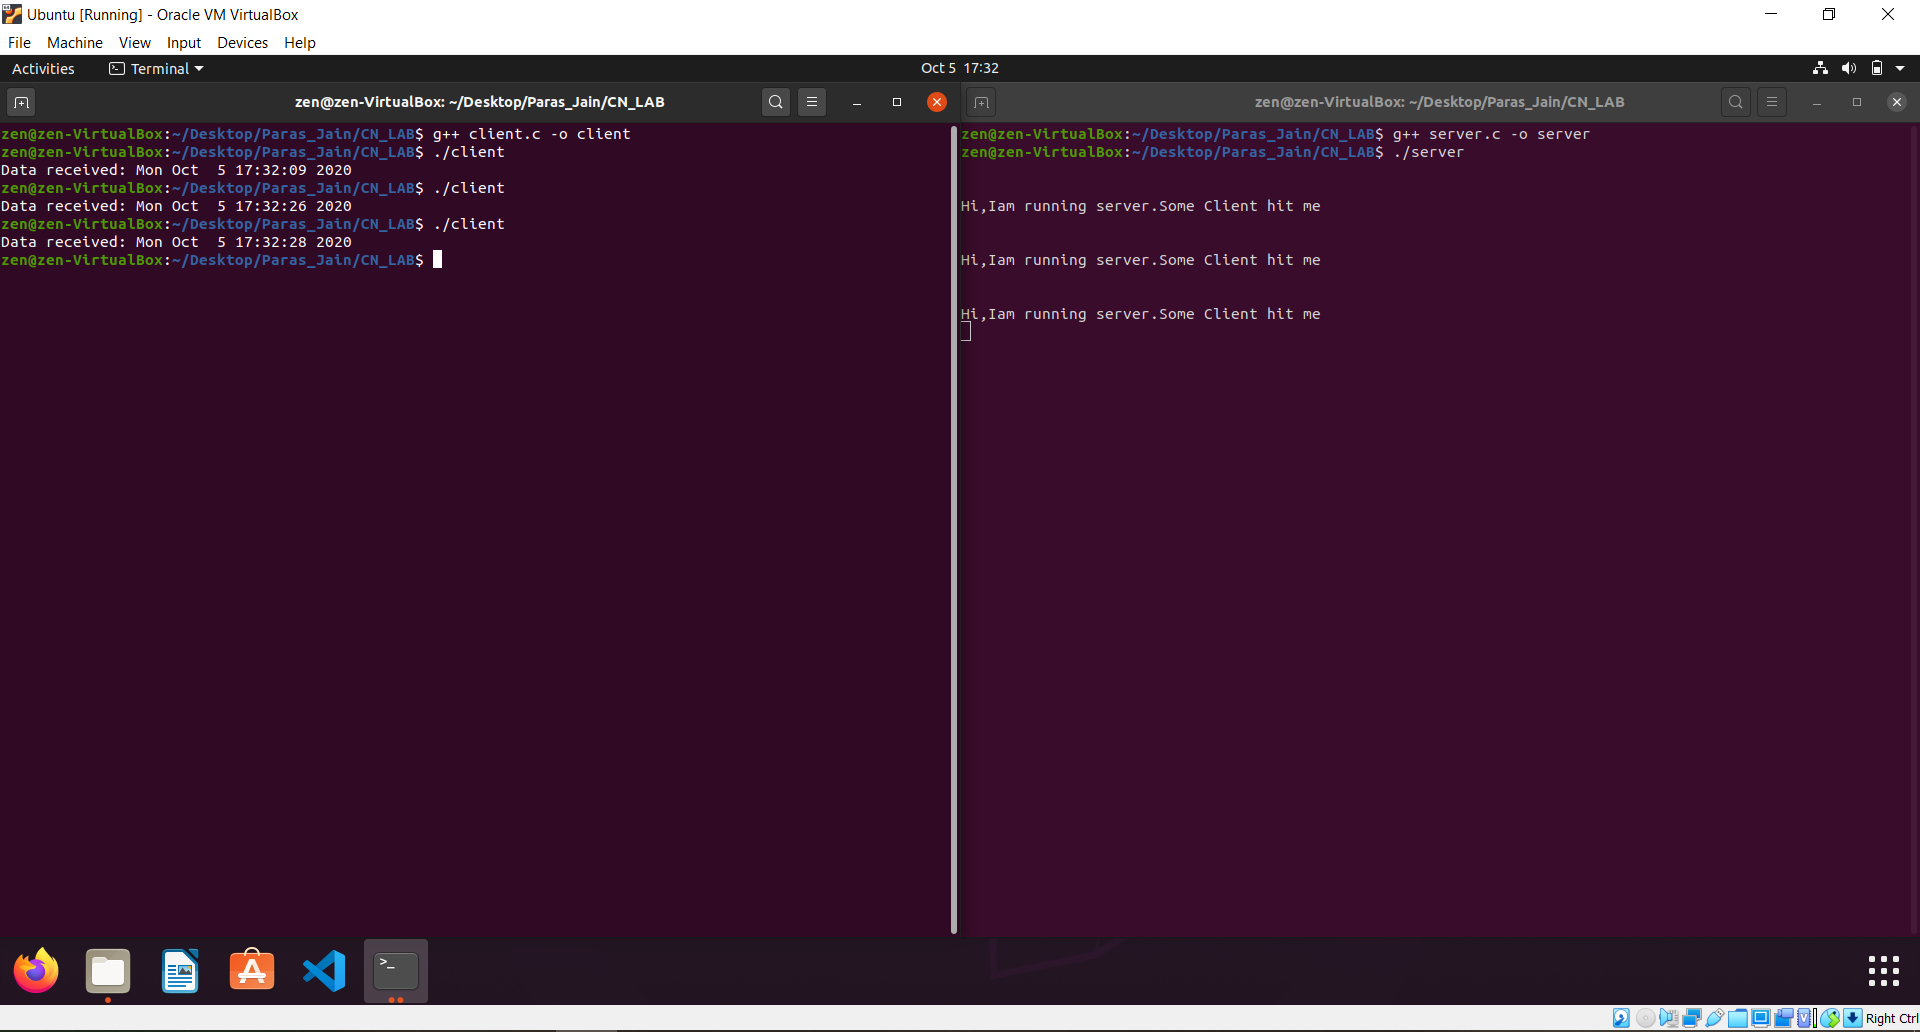 Ubuntu [Running] - Oracle VM VirtualBox
File Machine View Input Devices Help
Activities Terminal Oct 5 17:32
zen@zen-VirtualBox: ~/Desktop/Paras_Jain/CN_LAB
zen@zen-VirtualBox:~/Desktop/Paras_Jain/CN_LAB$ g++ client.c -o client
zen@zen-VirtualBox:~/Desktop/Paras_Jain/CN_LAB$ ./client
Data received: Mon Oct  5 17:32:09 2020
zen@zen-VirtualBox:~/Desktop/Paras_Jain/CN_LAB$ ./client
Data received: Mon Oct  5 17:32:26 2020
zen@zen-VirtualBox:~/Desktop/Paras_Jain/CN_LAB$ ./client
Data received: Mon Oct  5 17:32:28 2020
zen@zen-VirtualBox:~/Desktop/Paras_Jain/CN_LAB$
zen@zen-VirtualBox: ~/Desktop/Paras_Jain/CN_LAB
zen@zen-VirtualBox:~/Desktop/Paras_Jain/CN_LAB$ g++ server.c -o server
zen@zen-VirtualBox:~/Desktop/Paras_Jain/CN_LAB$ ./server
Hi,Iam running server.Some Client hit me
Hi,Iam running server.Some Client hit me
Hi,Iam running server.Some Client hit me
Right Ctrl